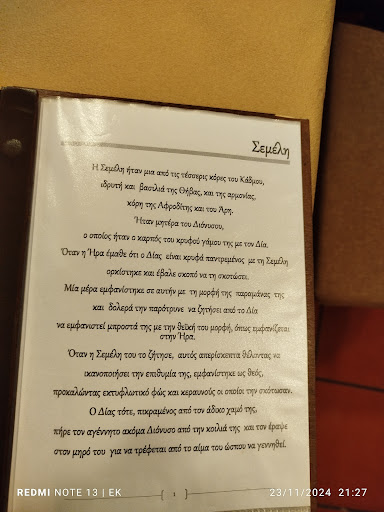 Σεμέλη
Η Σεμέλη ήταν μια από τις τέσσερις κόρες του Κάδμου,
ιδρυτή και βασιλιά της Θήβας, και της αρμονίας,
κόρη της Αφροδίτης και του Άρη.
Ήταν μητέρα του Διόνυσου,
ο οποίος ήταν ο καρπός του κρυφού γάμου της με τον Δία.
Όταν η Ήρα έμαθε ότι ο Δίας είναι κρυφά παντρεμένος με τη Σεμέλη
ορκίστηκε και έβαλε σκοπό να τη σκοτώσει.
Μία μέρα εμφανίστηκε σε αυτήν με τη μορφή της παραμάνας της
και δολερά την παρότρυνε να ζητήσει από το Δία
να εμφανιστεί μπροστά της με την θεϊκή του μορφή, όπως εμφανίζεται
στην Ήρα.
Όταν η Σεμέλη του το ζήτησε, αυτός απερίσκεπτα θέλωντας να
ικανοποιήσει την επιθυμία της, εμφανίστηκε ως θεός,
προκαλώντας εκτυφλωτικό φώς και κεραυνούς οι οποίοι την σκότωσαν.
Ο Δίας τότε, πικραμένος από τον άδικο χαμό της,
πήρε τον αγέννητο ακόμα Διόνυσο από την κοιλιά της και τον έραψε
στον μηρό του για να τρέφεται από το αίμα του ώσπου να γεννηθεί.
1
REDMI NOTE 13 | EK
23/11/2024 21:27